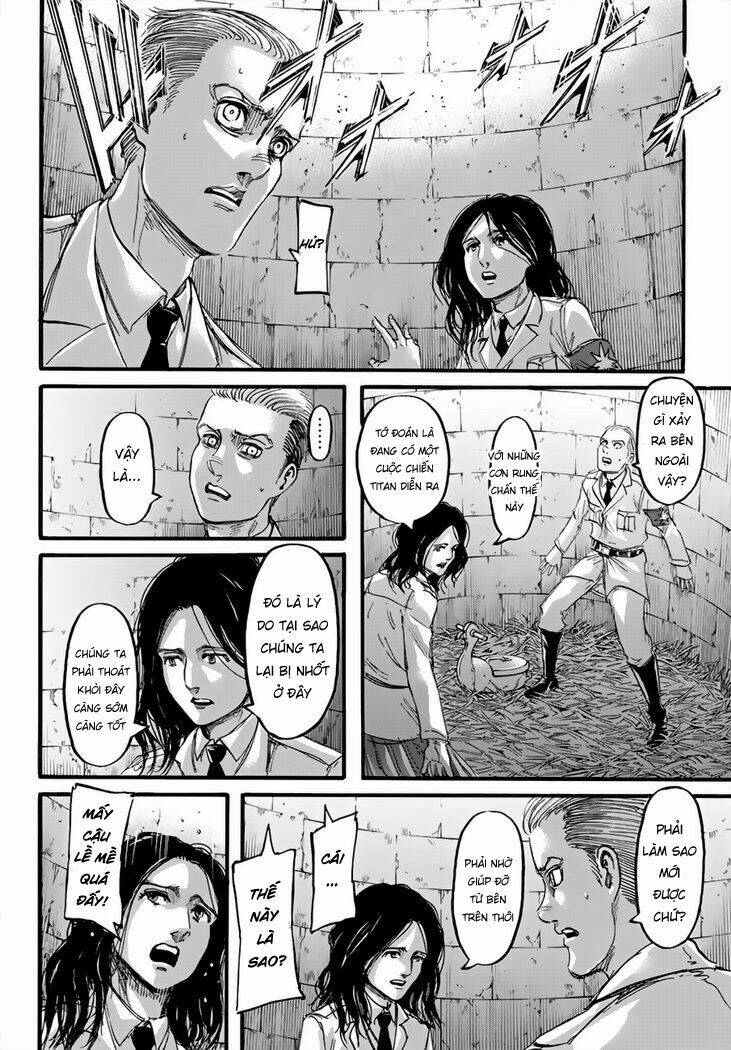 HỬ?
CHUYỆN
GÌ XẢY
RA BÊN
NGOÀI
VẬY?
VỚI NHỮNG
CƠN RUNG
CHẤN THẾ
NÀY
TỚ ĐOÁN LÀ
ĐANG CÓ MỘT
CUỘC CHIẾN
TITAN DIỄN RA
......
VẬY
LÀ...
ĐÓ LÀ LÝ
DO TẠI SAO
CHÚNG TA
LẠI BỊ NHỐT
Ở ĐÂY
CHÚNG TA
PHẢI THOÁT
KHỎI ĐÂY
CÀNG SỚM
CÀNG TỐT
PHẢI
LÀM SAO
MỚI
ĐƯỢC
CHỨ?
PHẢI NHỜ
GIÚP ĐỠ
TỪ BÊN
TRÊN THÔI
CÁI
...
THẾ
NÀY LÀ
SAO?
MẤY
CẬU
LỀ MỀ
QUÁ
ĐẤY!